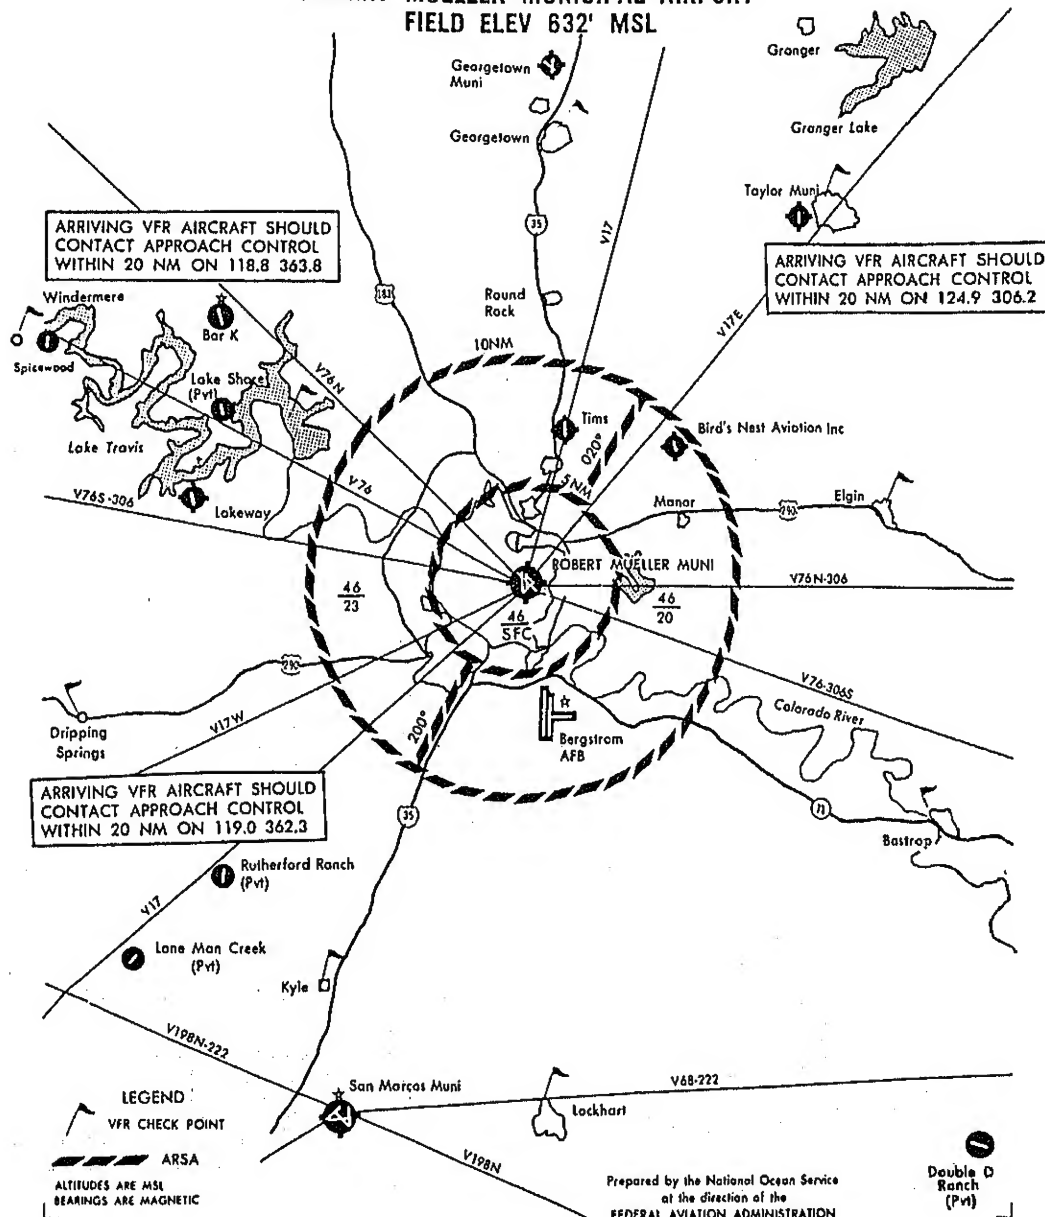 MUELLER MUNICIPAL AIRPORT
FIELD ELEV 632' MSL
Georgetown
Muni
Granger
Georgetown
Granger Lake
Taylor Muni
35
V17
ARRIVING VFR AIRCRAFT SHOULD
CONTACT APPROACH CONTROL
WITHIN 20 NM ON 118.8 363.8
ARRIVING VFR AIRCRAFT SHOULD
CONTACT APPROACH CONTROL
WITHIN 20 NM ON 124.9 306.2
Windermere
183
Round
Rock
Bar K
V17E
Spicewood
10NM
Lake Shore
(Pvt)
V76N
Tims
Bird's Nest Aviation Inc
Lake Travis
020°
V76
5NM
V76S-306
Lakeway
Manor
290
Elgin
ROBERT MUELLER MUNI
V76N-306
46
23
46
SFC
46
20
290
V76-306S
V17W
Colorado River
Dripping
Springs
200°
Bergstrom
AFB
ARRIVING VFR AIRCRAFT SHOULD
CONTACT APPROACH CONTROL
WITHIN 20 NM ON 119.0 362.3
35
71
Bastrop
Rutherford Ranch
(Pvt)
V17
Lone Man Creek
(Pvt)
Kyle
V198N-222
San Marcos Muni
V68-222
LEGEND
VFR CHECK POINT
Lockhart
ARSA
V198N
ALTITUDES ARE MSL
BEARINGS ARE MAGNETIC
Prepared by the National Ocean Service
at the direction of the
FEDERAL AVIATION ADMINISTRATION
Double D
Ranch
(Pvt)